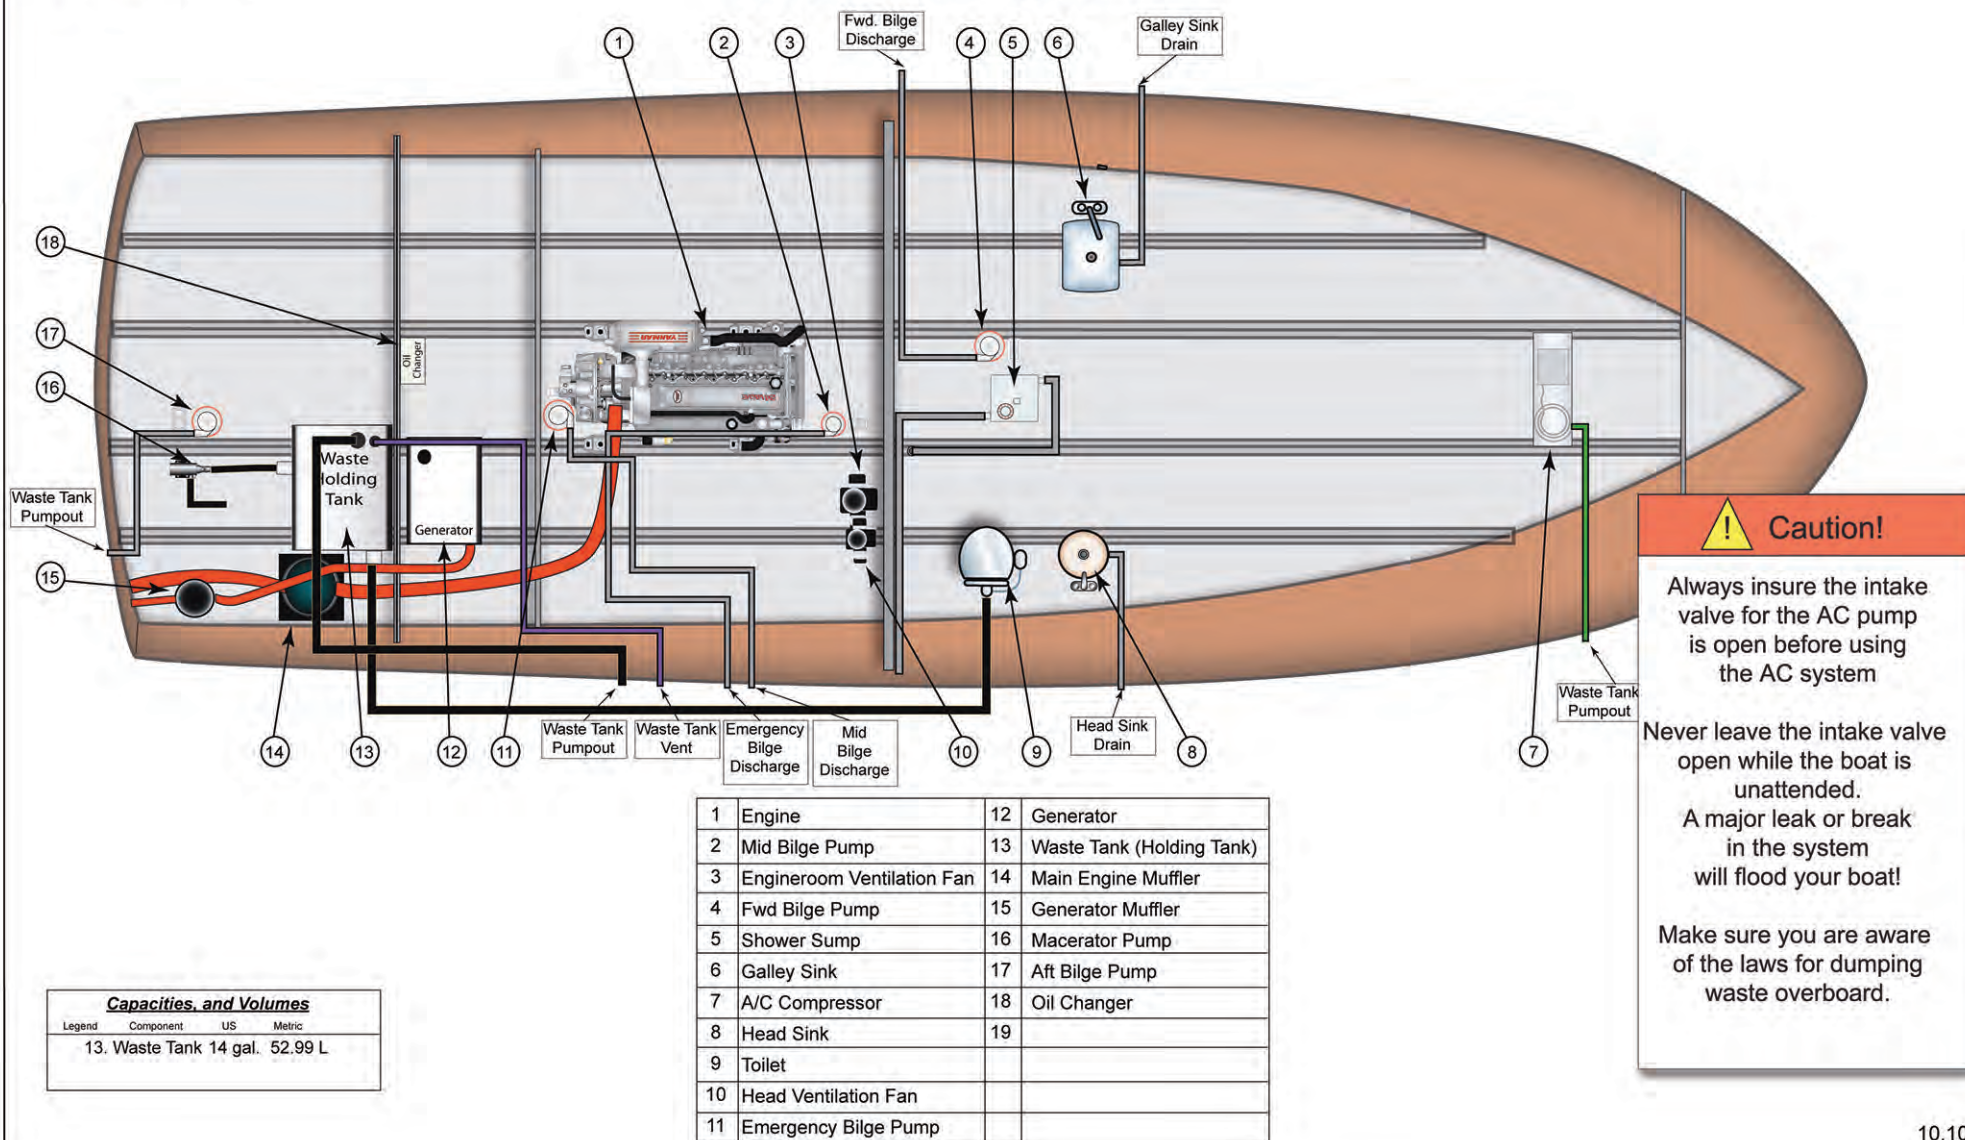 1
2
3
Fwd. Bilge
Discharge
4
5
6
Galley Sink
Drain
18
17
16
Waste Tank
Pumpout
15
Oil
Changer
YANMAR
YANMAR
Waste
Holding
Tank
Generator
14
13
12
11
Waste Tank
Pumpout
Waste Tank
Vent
Emergency
Bilge
Discharge
Mid
Bilge
Discharge
10
9
Head Sink
Drain
8
7
Waste Tank
Pumpout
! Caution!
Always insure the intake
valve for the AC pump
is open before using
the AC system
Never leave the intake valve
open while the boat is
unattended.
A major leak or break
in the system
will flood your boat!
Make sure you are aware
of the laws for dumping
waste overboard.
1 Engine 12 Generator
2 Mid Bilge Pump 13 Waste Tank (Holding Tank)
3 Engineroom Ventilation Fan 14 Main Engine Muffler
4 Fwd Bilge Pump 15 Generator Muffler
5 Shower Sump 16 Macerator Pump
6 Galley Sink 17 Aft Bilge Pump
7 A/C Compressor 18 Oil Changer
8 Head Sink 19
9 Toilet
10 Head Ventilation Fan
11 Emergency Bilge Pump
Capacities, and Volumes
Legend Component US Metric
13. Waste Tank 14 gal. 52.99 L
10.10